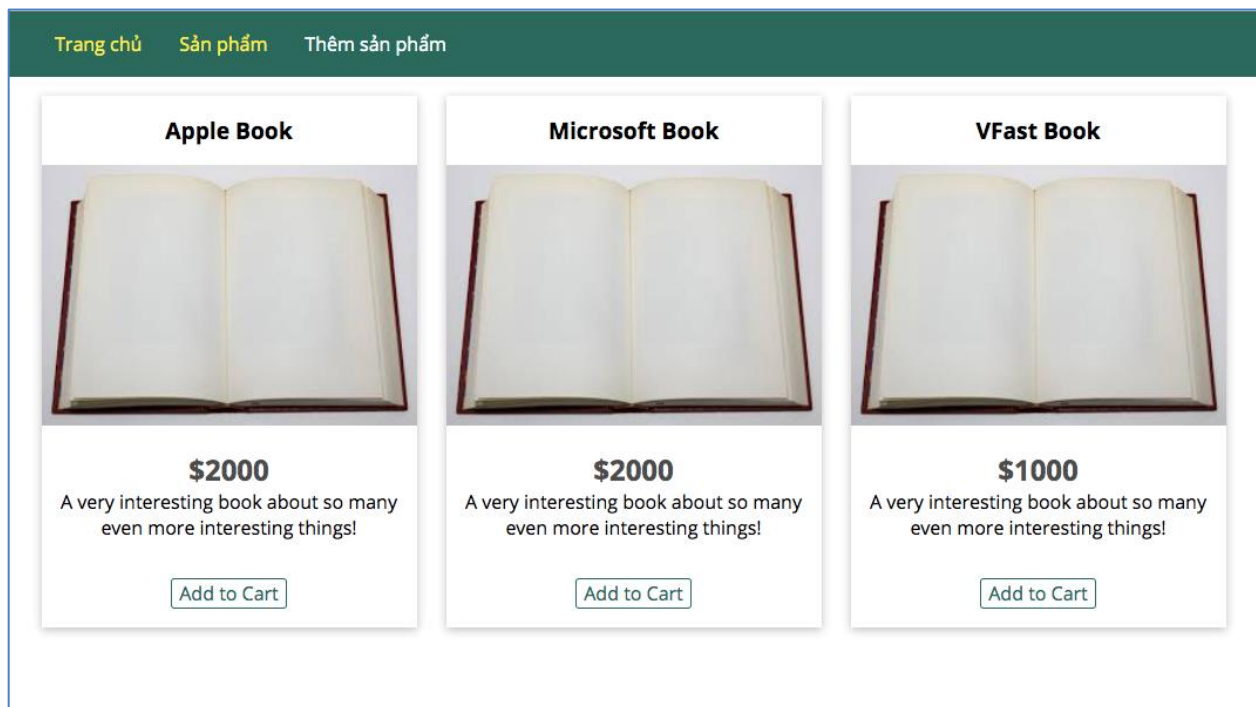 Trang chủ Sản phẩm Thêm sản phẩm
Apple Book
$2000
A very interesting book about so many
even more interesting things!
Add to Cart
Microsoft Book
$2000
A very interesting book about so many
even more interesting things!
Add to Cart
VFast Book
$1000
A very interesting book about so many
even more interesting things!
Add to Cart